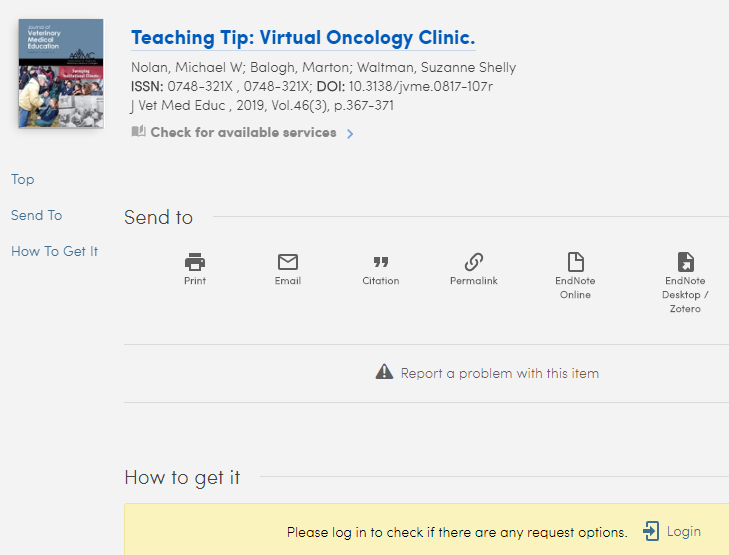 Journal of
Veterinary
Medical
Education
Teaching Tip: Virtual Oncology Clinic.
Nolan, Michael W; Balogh, Marton; Waltman, Suzanne Shelly
ISSN: 0748-321X , 0748-321X; DOI: 10.3138/jvme.0817-107r
J Vet Med Educ , 2019, Vol.46(3), p.367-371
Check for available services
Top
Send To
How To Get It
Send to
Print
Email
Citation
Permalink
EndNote
Online
EndNote
Desktop /
Zotero
Report a problem with this item
How to get it
Please log in to check if there are any request options. Login